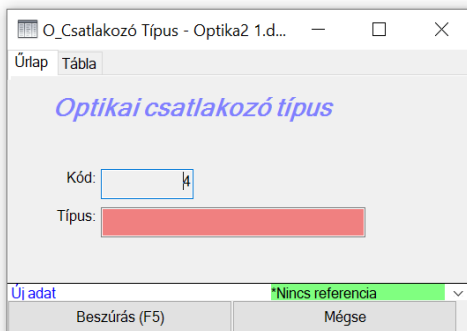 O_Csatlakozó Típus - Optika2 1.d...
Űrlap Tábla
Optikai csatlakozó típus
Kód: 4
Típus:
Új adat *Nincs referencia
Beszúrás (F5) Mégse